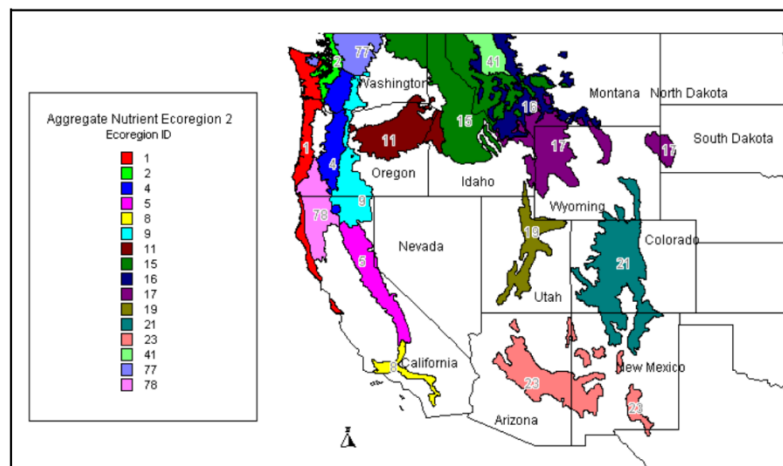 Aggregate Nutrient Ecoregion 2
Ecoregion ID
1
2
4
5
8
9
11
15
16
17
19
21
23
41
77
78
77
2
41
Washington
Montana
North Dakota
16
15
11
1
4
17
17
South Dakota
Oregon
Idaho
Wyoming
78
9
19
Nevada
Colorado
5
21
Utah
California
8
New Mexico
23
23
Arizona
N